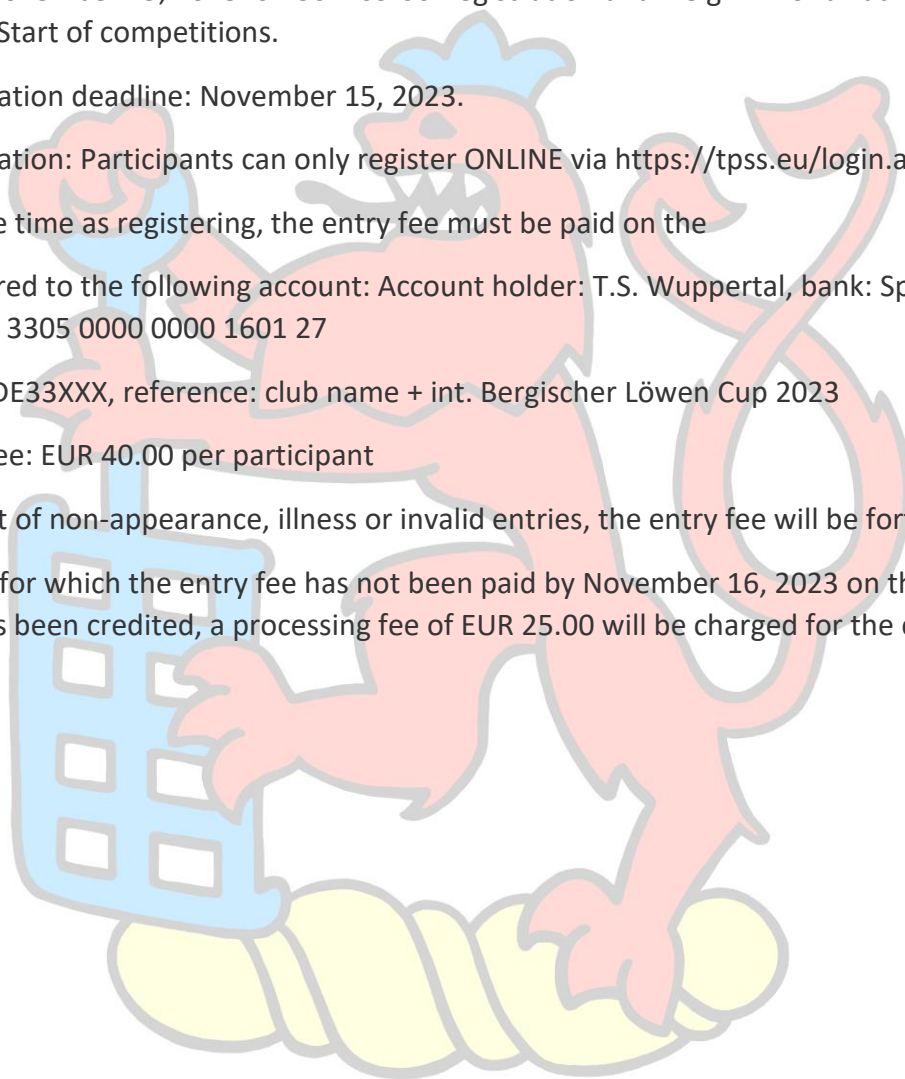 Start of competitions.
ation deadline: November 15, 2023.
ation: Participants can only register ONLINE via https://tpss.eu/login.a
e time as registering, the entry fee must be paid on the
red to the following account: Account holder: T.S. Wuppertal, bank: Sp
3305 0000 0000 1601 27
DE33XXX, reference: club name + int. Bergischer Löwen Cup 2023
ee: EUR 40.00 per participant
t of non-appearance, illness or invalid entries, the entry fee will be for
for which the entry fee has not been paid by November 16, 2023 on th
s been credited, a processing fee of EUR 25.00 will be charged for the